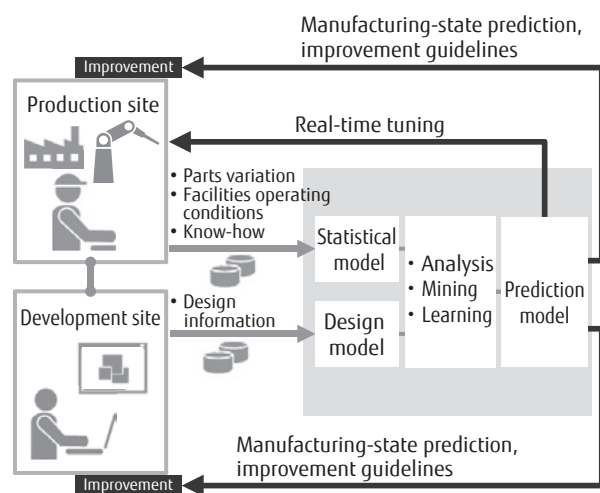 Manufacturing-state prediction,
improvement guidelines
Improvement
Production site
Real-time tuning
• Parts variation
• Facilities operating
conditions
• Know-how
Statistical
model
• Analysis
• Mining
• Learning
Prediction
model
Development site
• Design
information
Design
model
Manufacturing-state prediction,
improvement guidelines
Improvement